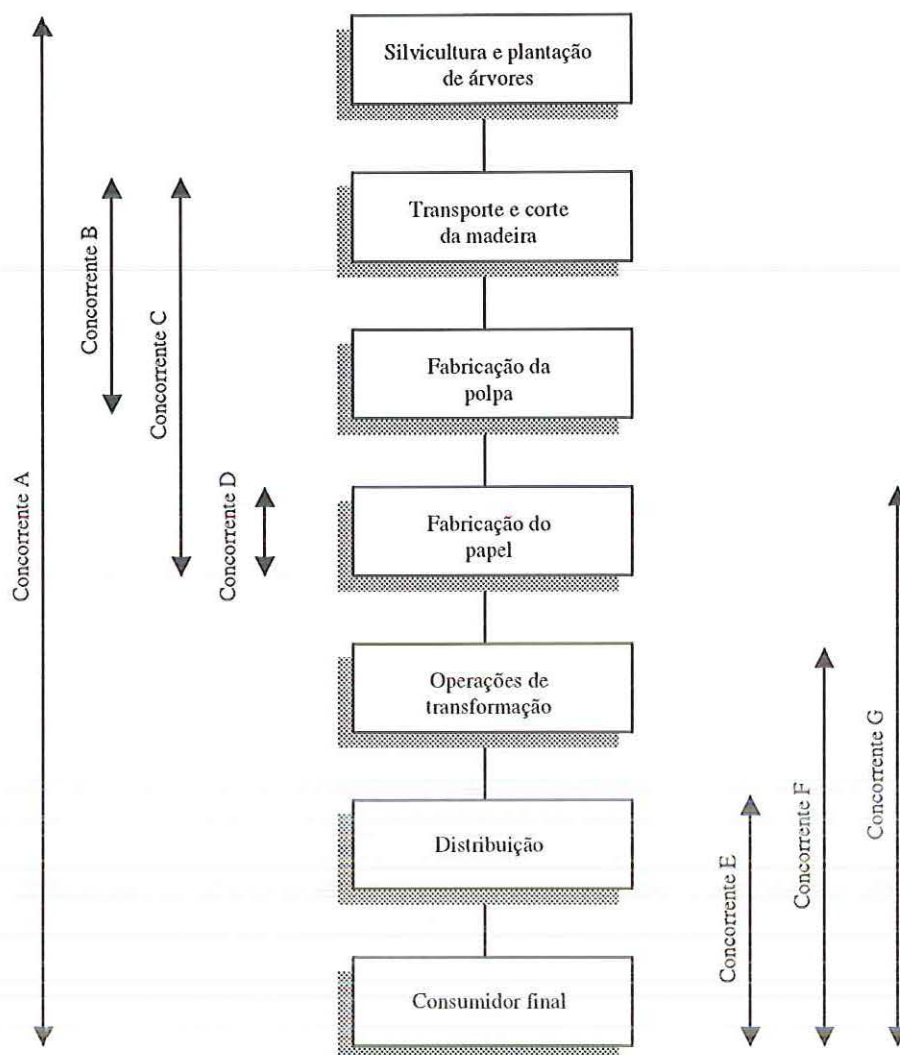 Silvicultura e plantação
de árvores
Transporte e corte
da madeira
Fabricação da
polpa
Fabricação do
papel
Operações de
transformação
Distribuição
Consumidor final
Concorrente A
Concorrente B
Concorrente C
Concorrente D
Concorrente E
Concorrente F
Concorrente G